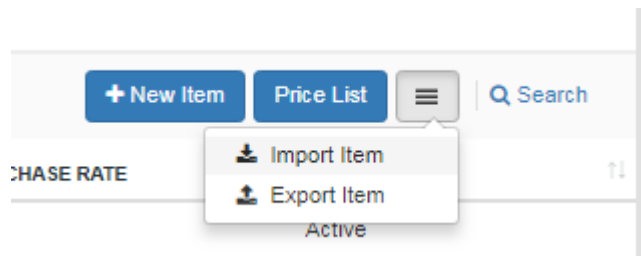 + New Item Price List Search
Import Item
CHASE RATE
Export Item
Active